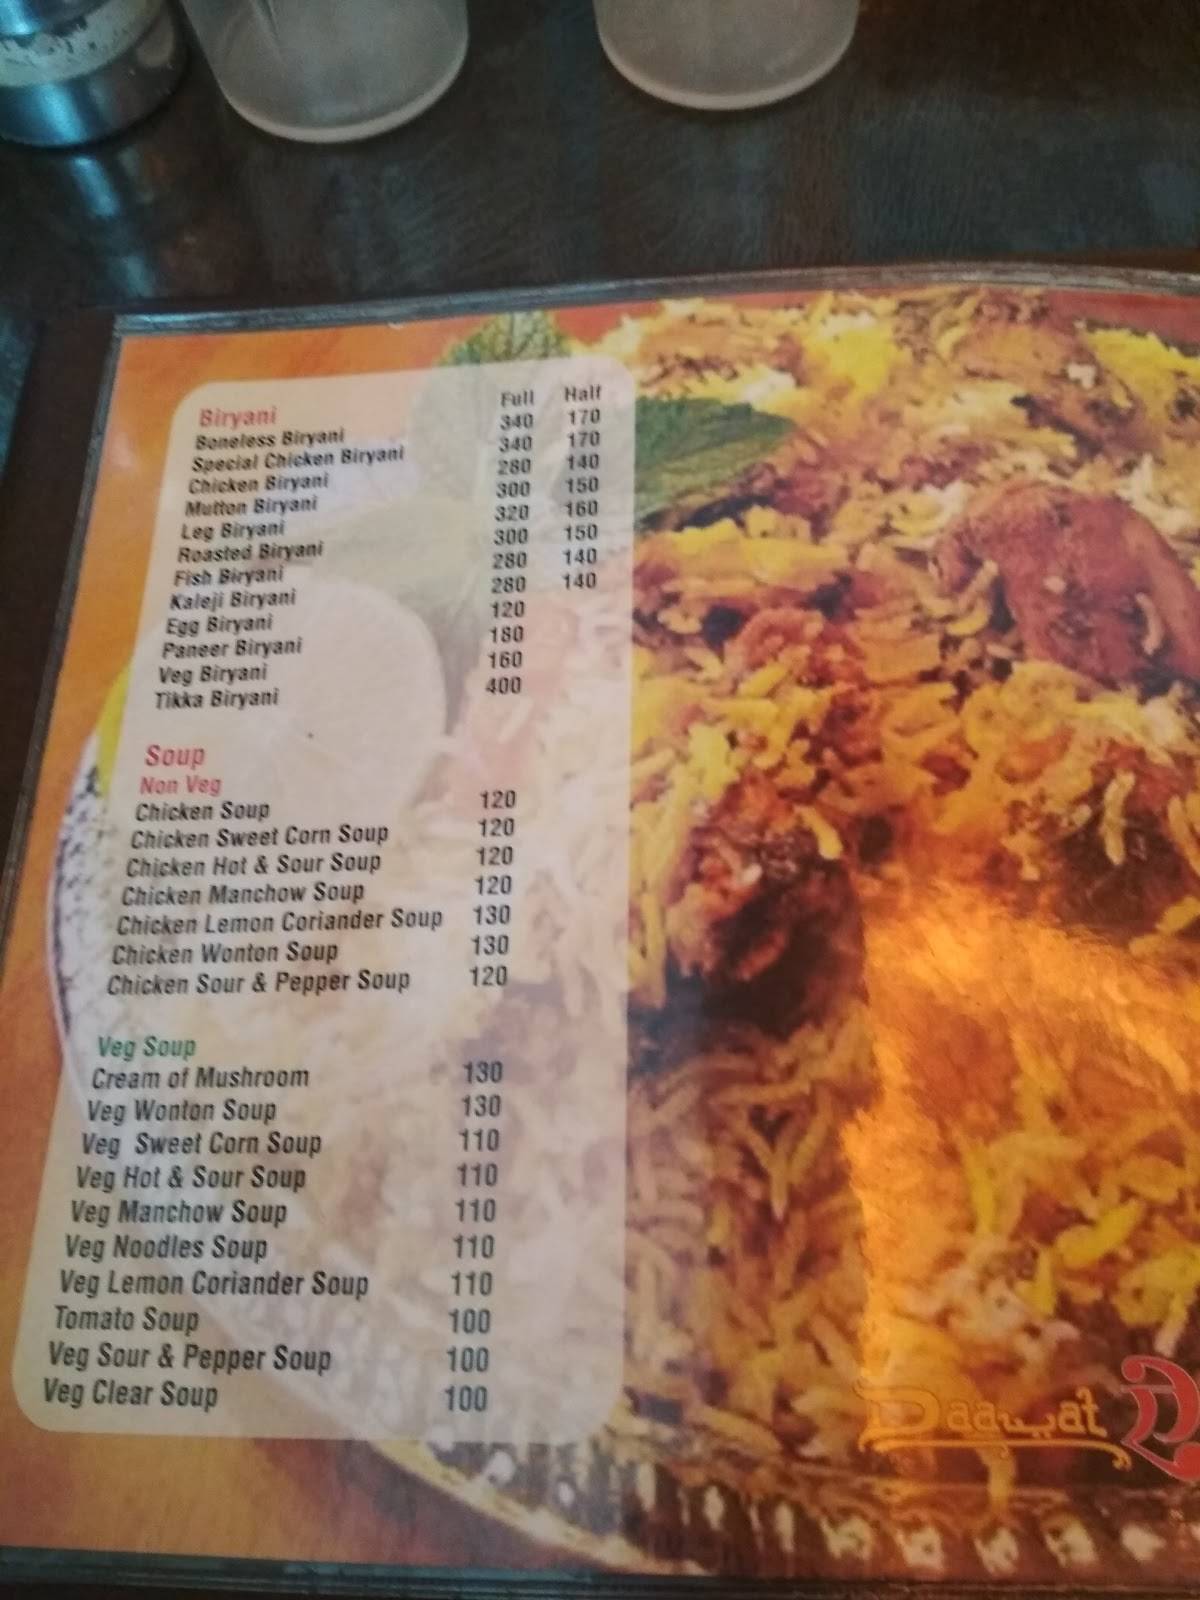 Biryani Full Half
Boneless Biryani 340 170
Special Chicken Biryani 340 170
Chicken Biryani 280 140
Mutton Biryani 300 150
Leg Biryani 320 160
Roasted Biryani 300 150
Fish Biryani 280 140
Kaleji Biryani 280 140
Egg Biryani 120
Paneer Biryani 180
Veg Biryani 160
Tikka Biryani 400
Soup
Non Veg
Chicken Soup 120
Chicken Sweet Corn Soup 120
Chicken Hot & Sour Soup 120
Chicken Manchow Soup 120
Chicken Lemon Coriander Soup 130
Chicken Wonton Soup 130
Chicken Sour & Pepper Soup 120
Veg Soup
Cream of Mushroom 130
Veg Wonton Soup 130
Veg Sweet Corn Soup 110
Veg Hot & Sour Soup 110
Veg Manchow Soup 110
Veg Noodles Soup 110
Veg Lemon Coriander Soup 110
Tomato Soup 100
Veg Sour & Pepper Soup 100
Veg Clear Soup 100
Daawat